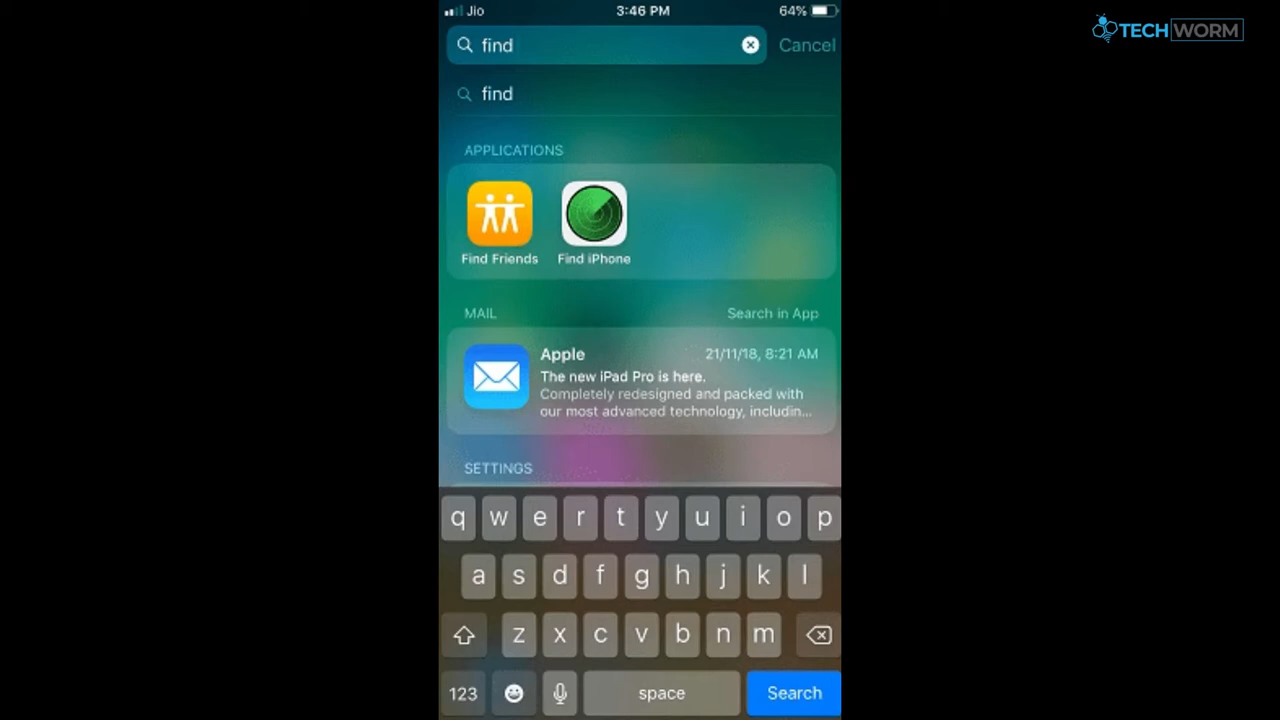 Jio 3:46 PM 64%
TECHWORM
find Cancel
find
APPLICATIONS
Find Friends Find iPhone
MAIL Search in App
Apple 21/11/18, 8:21 AM
The new iPad Pro is here.
Completely redesigned and packed with
our most advanced technology, includin...
SETTINGS
q w e r t y u i o p
a s d f g h j k l
z x c v b n m
123 space Search